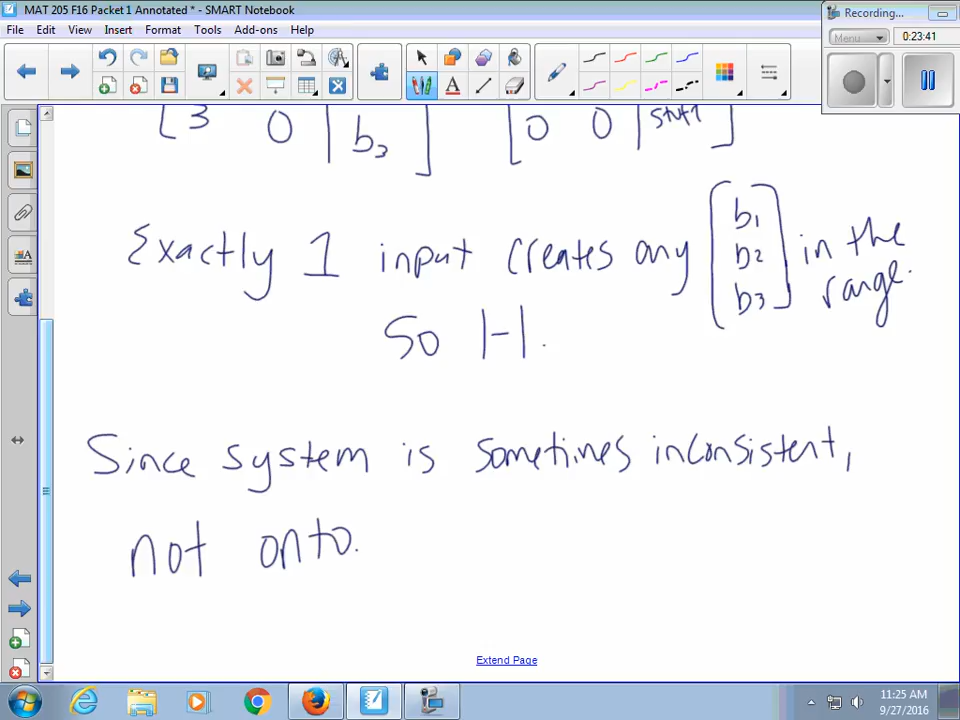 MAT 205 F16 Packet 1 Annotated * - SMART Notebook
Recording...
File Edit View Insert Format Tools Add-ons Help
Menu
0:23:41
[ 3 0 | b3 ] [ 0 0 | stuff ]
Exactly 1 input creates any [ b1 b2 b3 ] in the range.
So 1-1.
Since system is sometimes inconsistent,
not onto.
Extend Page
11:25 AM
9/27/2016